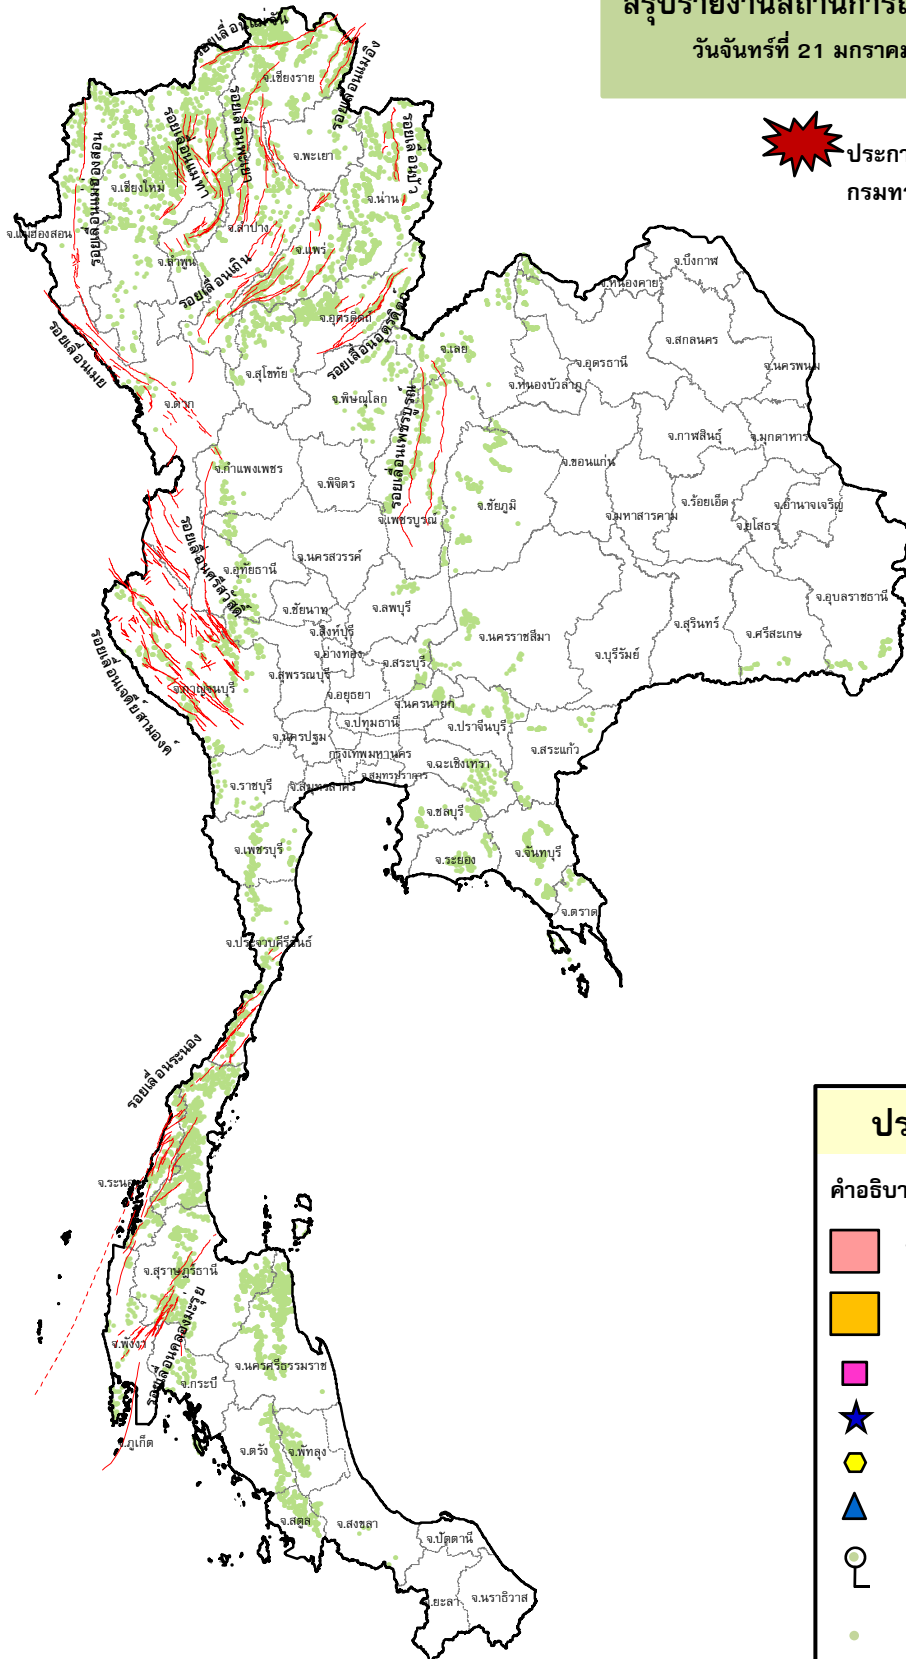 สรุปรายงานสถานการณ์
วันจันทร์ที่ 21 มกราคม
ประกา
กรมทร
รอยเลื่อนแม่จัน
รอยเลื่อนแม่อิง
จ.เชียงราย
รอยเลื่อนแม่ฮ่องสอน
รอยเลื่อนแม่ทา
รอยเลื่อนพะเยา
รอยเลื่อนปัว
จ.พะเยา
จ.เชียงใหม่
จ.น่าน
จ.แม่ฮ่องสอน
จ.ลำปาง
จ.แพร่
จ.ลำพูน
รอยเลื่อนเถิน
จ.อุตรดิตถ์
รอยเลื่อนอุตรดิตถ์
รอยเลื่อนเมย
จ.สุโขทัย
จ.ตาก
จ.พิษณุโลก
จ.เลย
จ.บึงกาฬ
จ.หนองคาย
จ.สกลนคร
จ.อุดรธานี
จ.นครพนม
จ.หนองบัวลำภู
รอยเลื่อนเพชรบูรณ์
จ.กาฬสินธุ์
จ.มุกดาหาร
จ.กำแพงเพชร
จ.พิจิตร
จ.ขอนแก่น
จ.เพชรบูรณ์
จ.ชัยภูมิ
จ.มหาสารคาม
จ.ร้อยเอ็ด
จ.อำนาจเจริญ
จ.ยโสธร
รอยเลื่อนศรีสวัสดิ์
จ.นครสวรรค์
จ.อุทัยธานี
จ.ชัยนาท
จ.ลพบุรี
จ.อุบลราชธานี
จ.สิงห์บุรี
จ.นครราชสีมา
จ.สุรินทร์
จ.ศรีสะเกษ
จ.บุรีรัมย์
จ.อ่างทอง
จ.สระบุรี
จ.สุพรรณบุรี
รอยเลื่อนเจดีย์สามองค์
จ.กาญจนบุรี
จ.อยุธยา
จ.นครนายก
จ.ปทุมธานี
จ.ปราจีนบุรี
จ.นครปฐม
กรุงเทพมหานคร
จ.สระแก้ว
จ.ฉะเชิงเทรา
จ.สมุทรปราการ
จ.ราชบุรี
จ.สมุทรสาคร
จ.ชลบุรี
จ.เพชรบุรี
จ.ระยอง
จ.จันทบุรี
จ.ตราด
จ.ประจวบคีรีขันธ์
รอยเลื่อนระนอง
จ.ระนอง
จ.สุราษฎร์ธานี
รอยเลื่อนคลองมะรุ่ย
จ.พังงา
จ.นครศรีธรรมราช
จ.กระบี่
จ.ภูเก็ต
จ.ตรัง
จ.พัทลุง
จ.สตูล
จ.สงขลา
จ.ปัตตานี
จ.ยะลา
จ.นราธิวาส
ปร
คำอธิบา